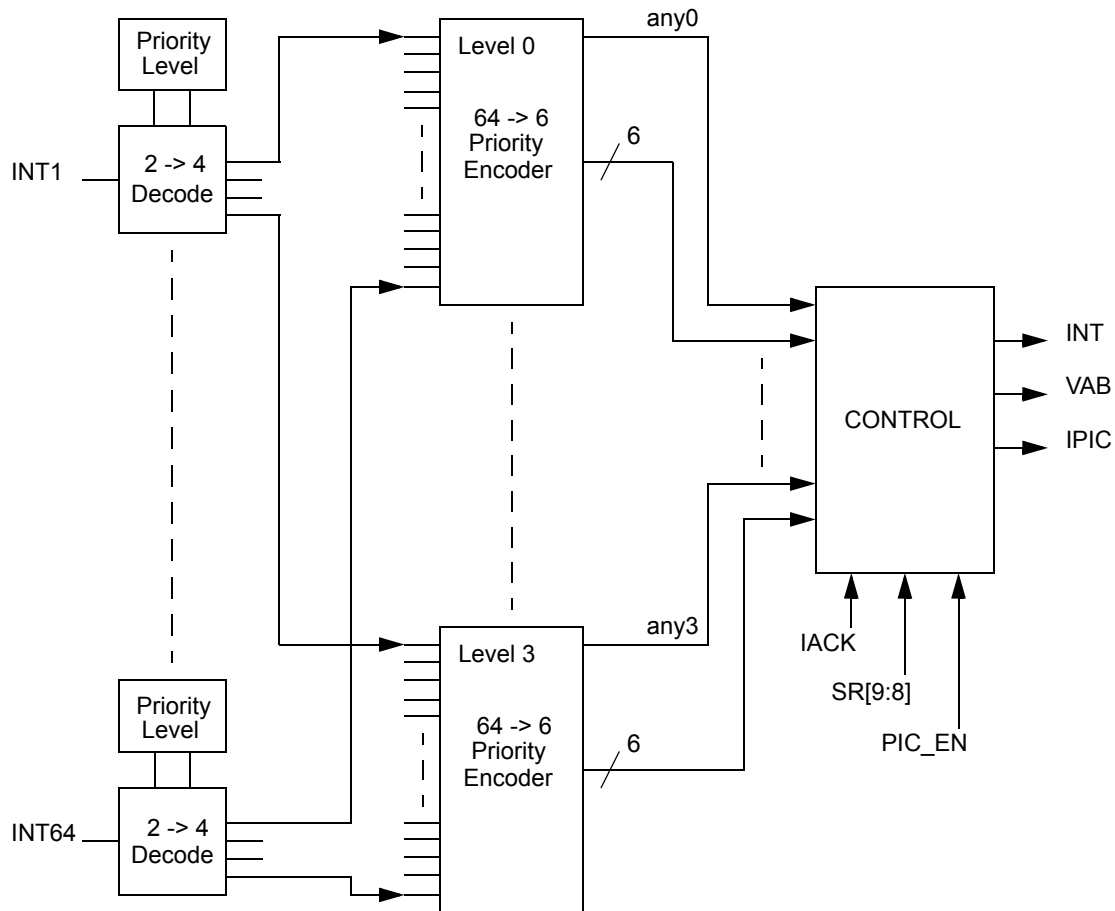 Priority
Level
INT1
2 -> 4
Decode
any0
Level 0
64 -> 6
Priority
Encoder
6
INT
VAB
IPIC
CONTROL
IACK
SR[9:8]
PIC_EN
any3
Level 3
64 -> 6
Priority
Encoder
6
Priority
Level
INT64
2 -> 4
Decode